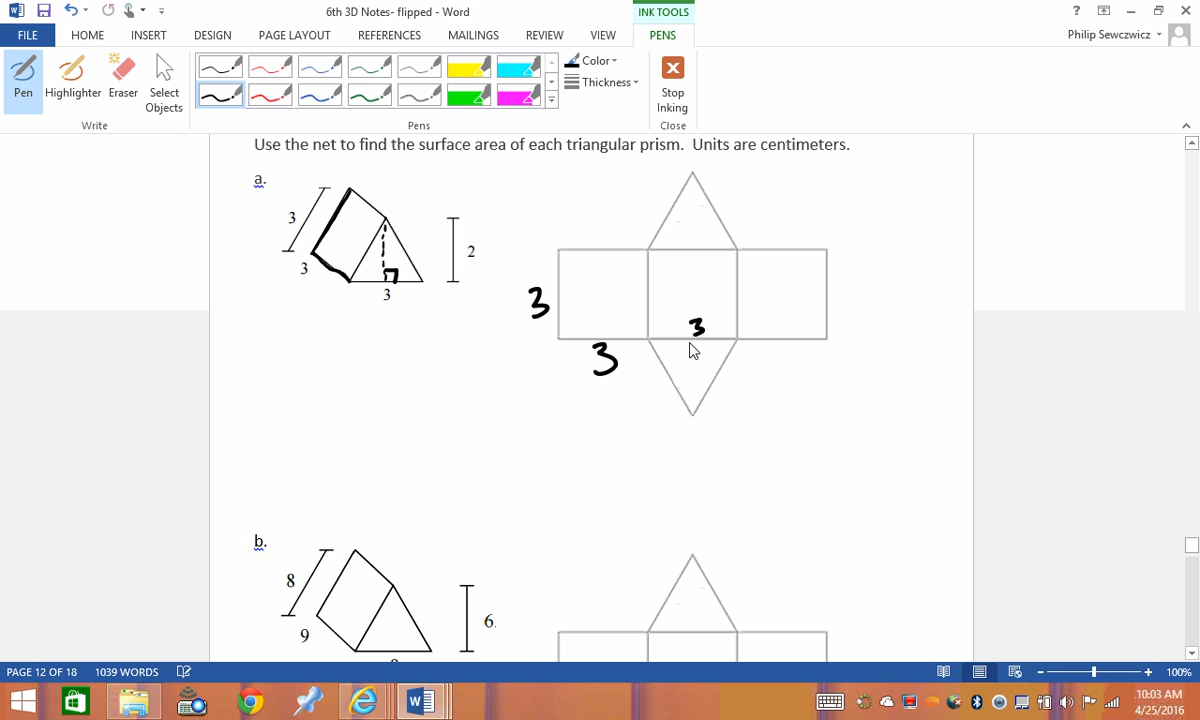 6th 3D Notes- flipped - Word
INK TOOLS
?
FILE HOME INSERT DESIGN PAGE LAYOUT REFERENCES MAILINGS REVIEW VIEW PENS
Philip Sewczwicz
Pen Highlighter Eraser Select Objects
Color
Thickness
Stop Inking
Write Pens Close
Use the net to find the surface area of each triangular prism. Units are centimeters.
a.
3
2
3
3
3
3
3
b.
8
9
6.
PAGE 12 OF 18 1039 WORDS
100%
10:03 AM
4/25/2016